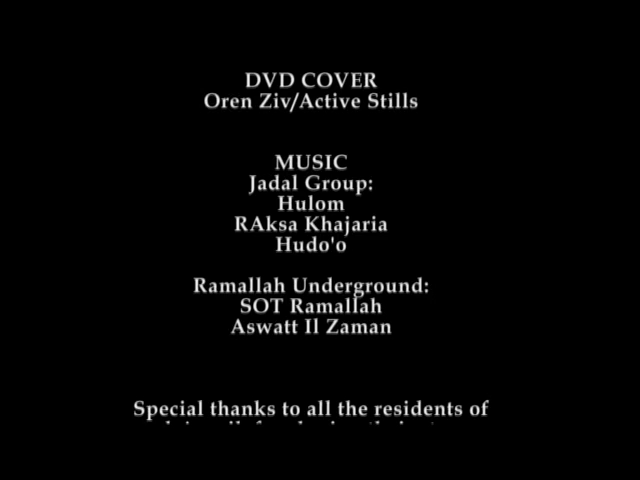 DVD COVER
Oren Ziv/Active Stills
MUSIC
Jadal Group:
Hulom
RAksa Khajaria
Hudo'o
Ramallah Underground:
SOT Ramallah
Aswatt Il Zaman
Special thanks to all the residents of